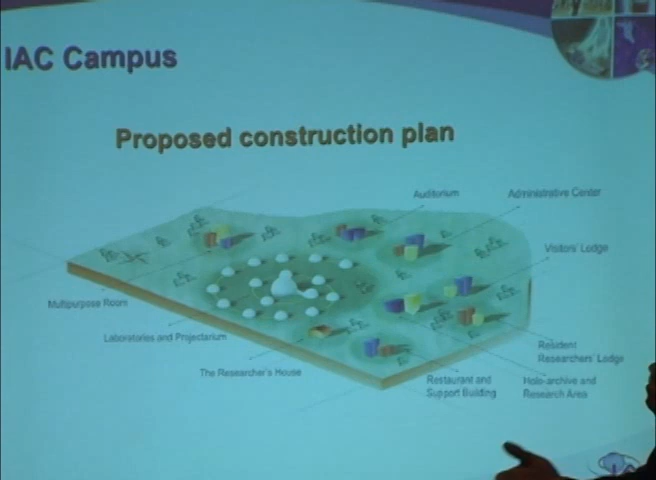 IAC Campus
Proposed construction plan
Auditorium
Administrative Center
Visitors' Lodge
Multipurpose Room
Laboratories and Projectarium
The Researcher's House
Resident
Researchers' Lodge
Restaurant and
Support Building
Holo-archive and
Research Area